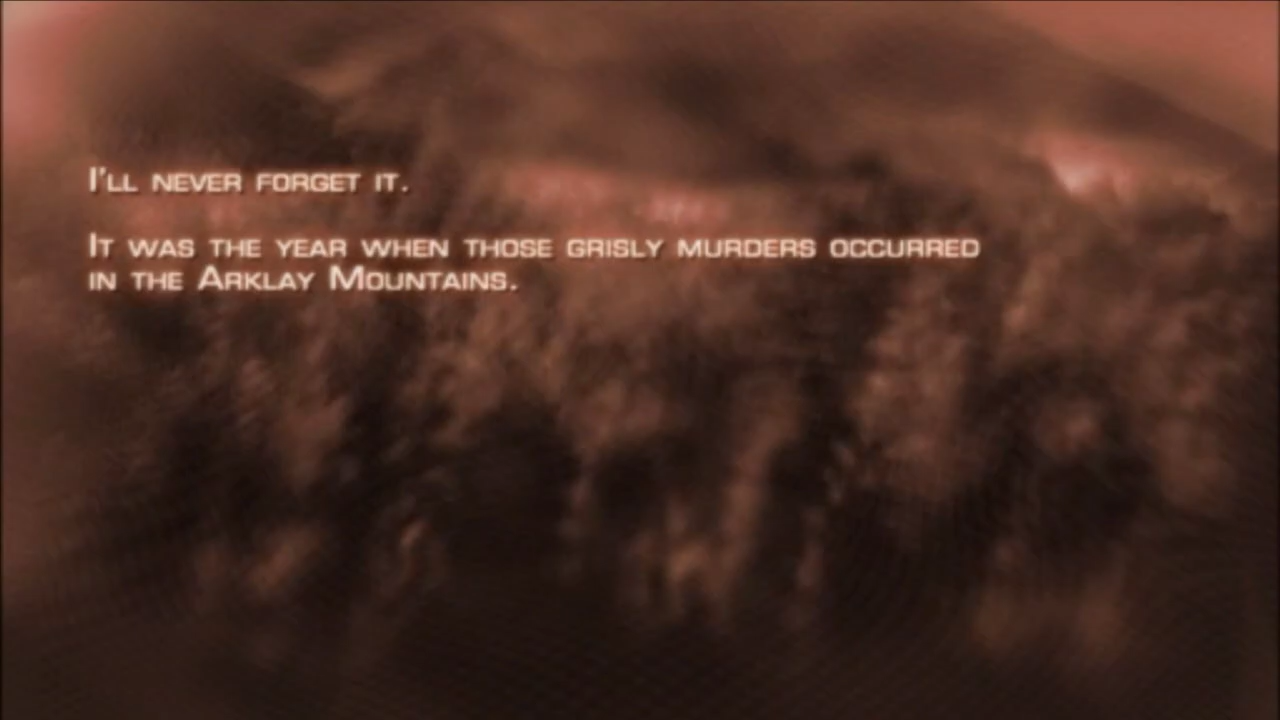 I'll never forget it.
It was the year when those grisly murders occurred
in the Arklay Mountains.